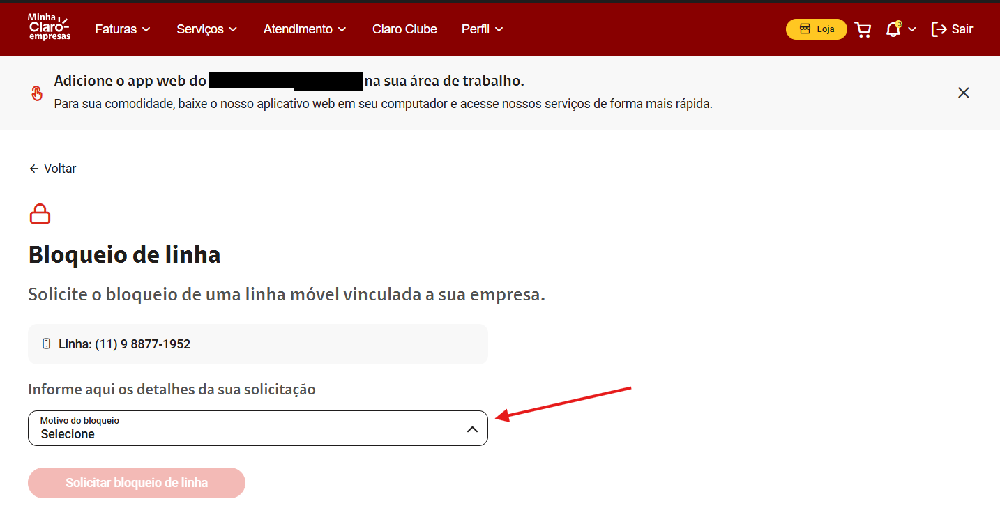 Minha
Claro
empresas
Faturas
Serviços
Atendimento
Claro Clube
Perfil
Loja
3
Sair
Adicione o app web do na sua área de trabalho.
Para sua comodidade, baixe o nosso aplicativo web em seu computador e acesse nossos serviços de forma mais rápida.
Voltar
Bloqueio de linha
Solicite o bloqueio de uma linha móvel vinculada a sua empresa.
Linha: (11) 9 8877-1952
Informe aqui os detalhes da sua solicitação
Motivo do bloqueio
Selecione
Solicitar bloqueio de linha